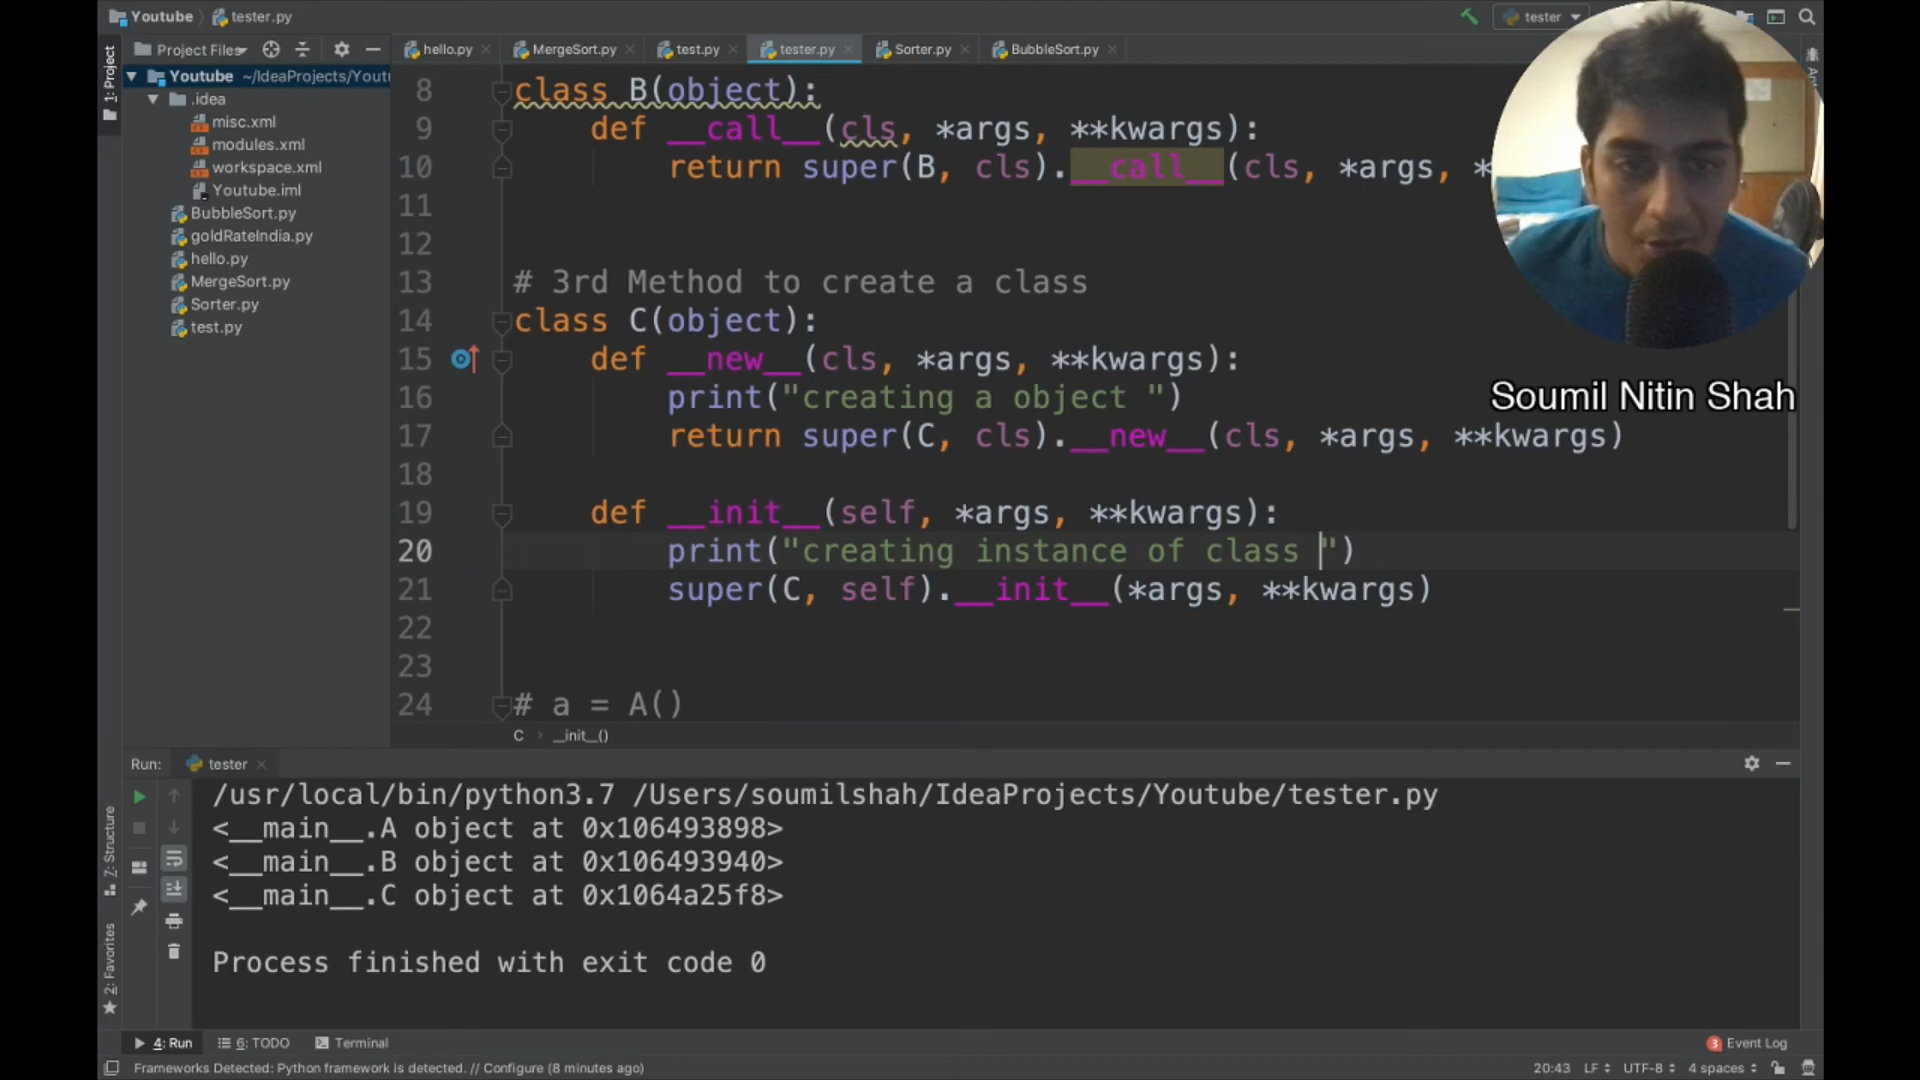 Youtube tester.py
tester
Project Files
hello.py MergeSort.py test.py tester.py Sorter.py BubbleSort.py
1: Project
Youtube ~/IdeaProjects/Yout
.idea
misc.xml
modules.xml
workspace.xml
Youtube.iml
BubbleSort.py
goldRateIndia.py
hello.py
MergeSort.py
Sorter.py
test.py
8 class B(object):
9 def __call__(cls, *args, **kwargs):
10 return super(B, cls).__call__(cls, *args, *
11
12
13 # 3rd Method to create a class
14 class C(object):
15 def __new__(cls, *args, **kwargs):
16 print("creating a object ")
17 return super(C, cls).__new__(cls, *args, **kwargs)
18
19 def __init__(self, *args, **kwargs):
20 print("creating instance of class ")
21 super(C, self).__init__(*args, **kwargs)
22
23
24 # a = A()
C › __init__()
Soumil Nitin Shah
Run: tester
/usr/local/bin/python3.7 /Users/soumilshah/IdeaProjects/Youtube/tester.py
<__main__.A object at 0x106493898>
<__main__.B object at 0x106493940>
<__main__.C object at 0x1064a25f8>
Process finished with exit code 0
7: Structure
2: Favorites
4: Run 6: TODO Terminal
3 Event Log
Frameworks Detected: Python framework is detected. // Configure (8 minutes ago)
20:43 LF UTF-8 4 spaces